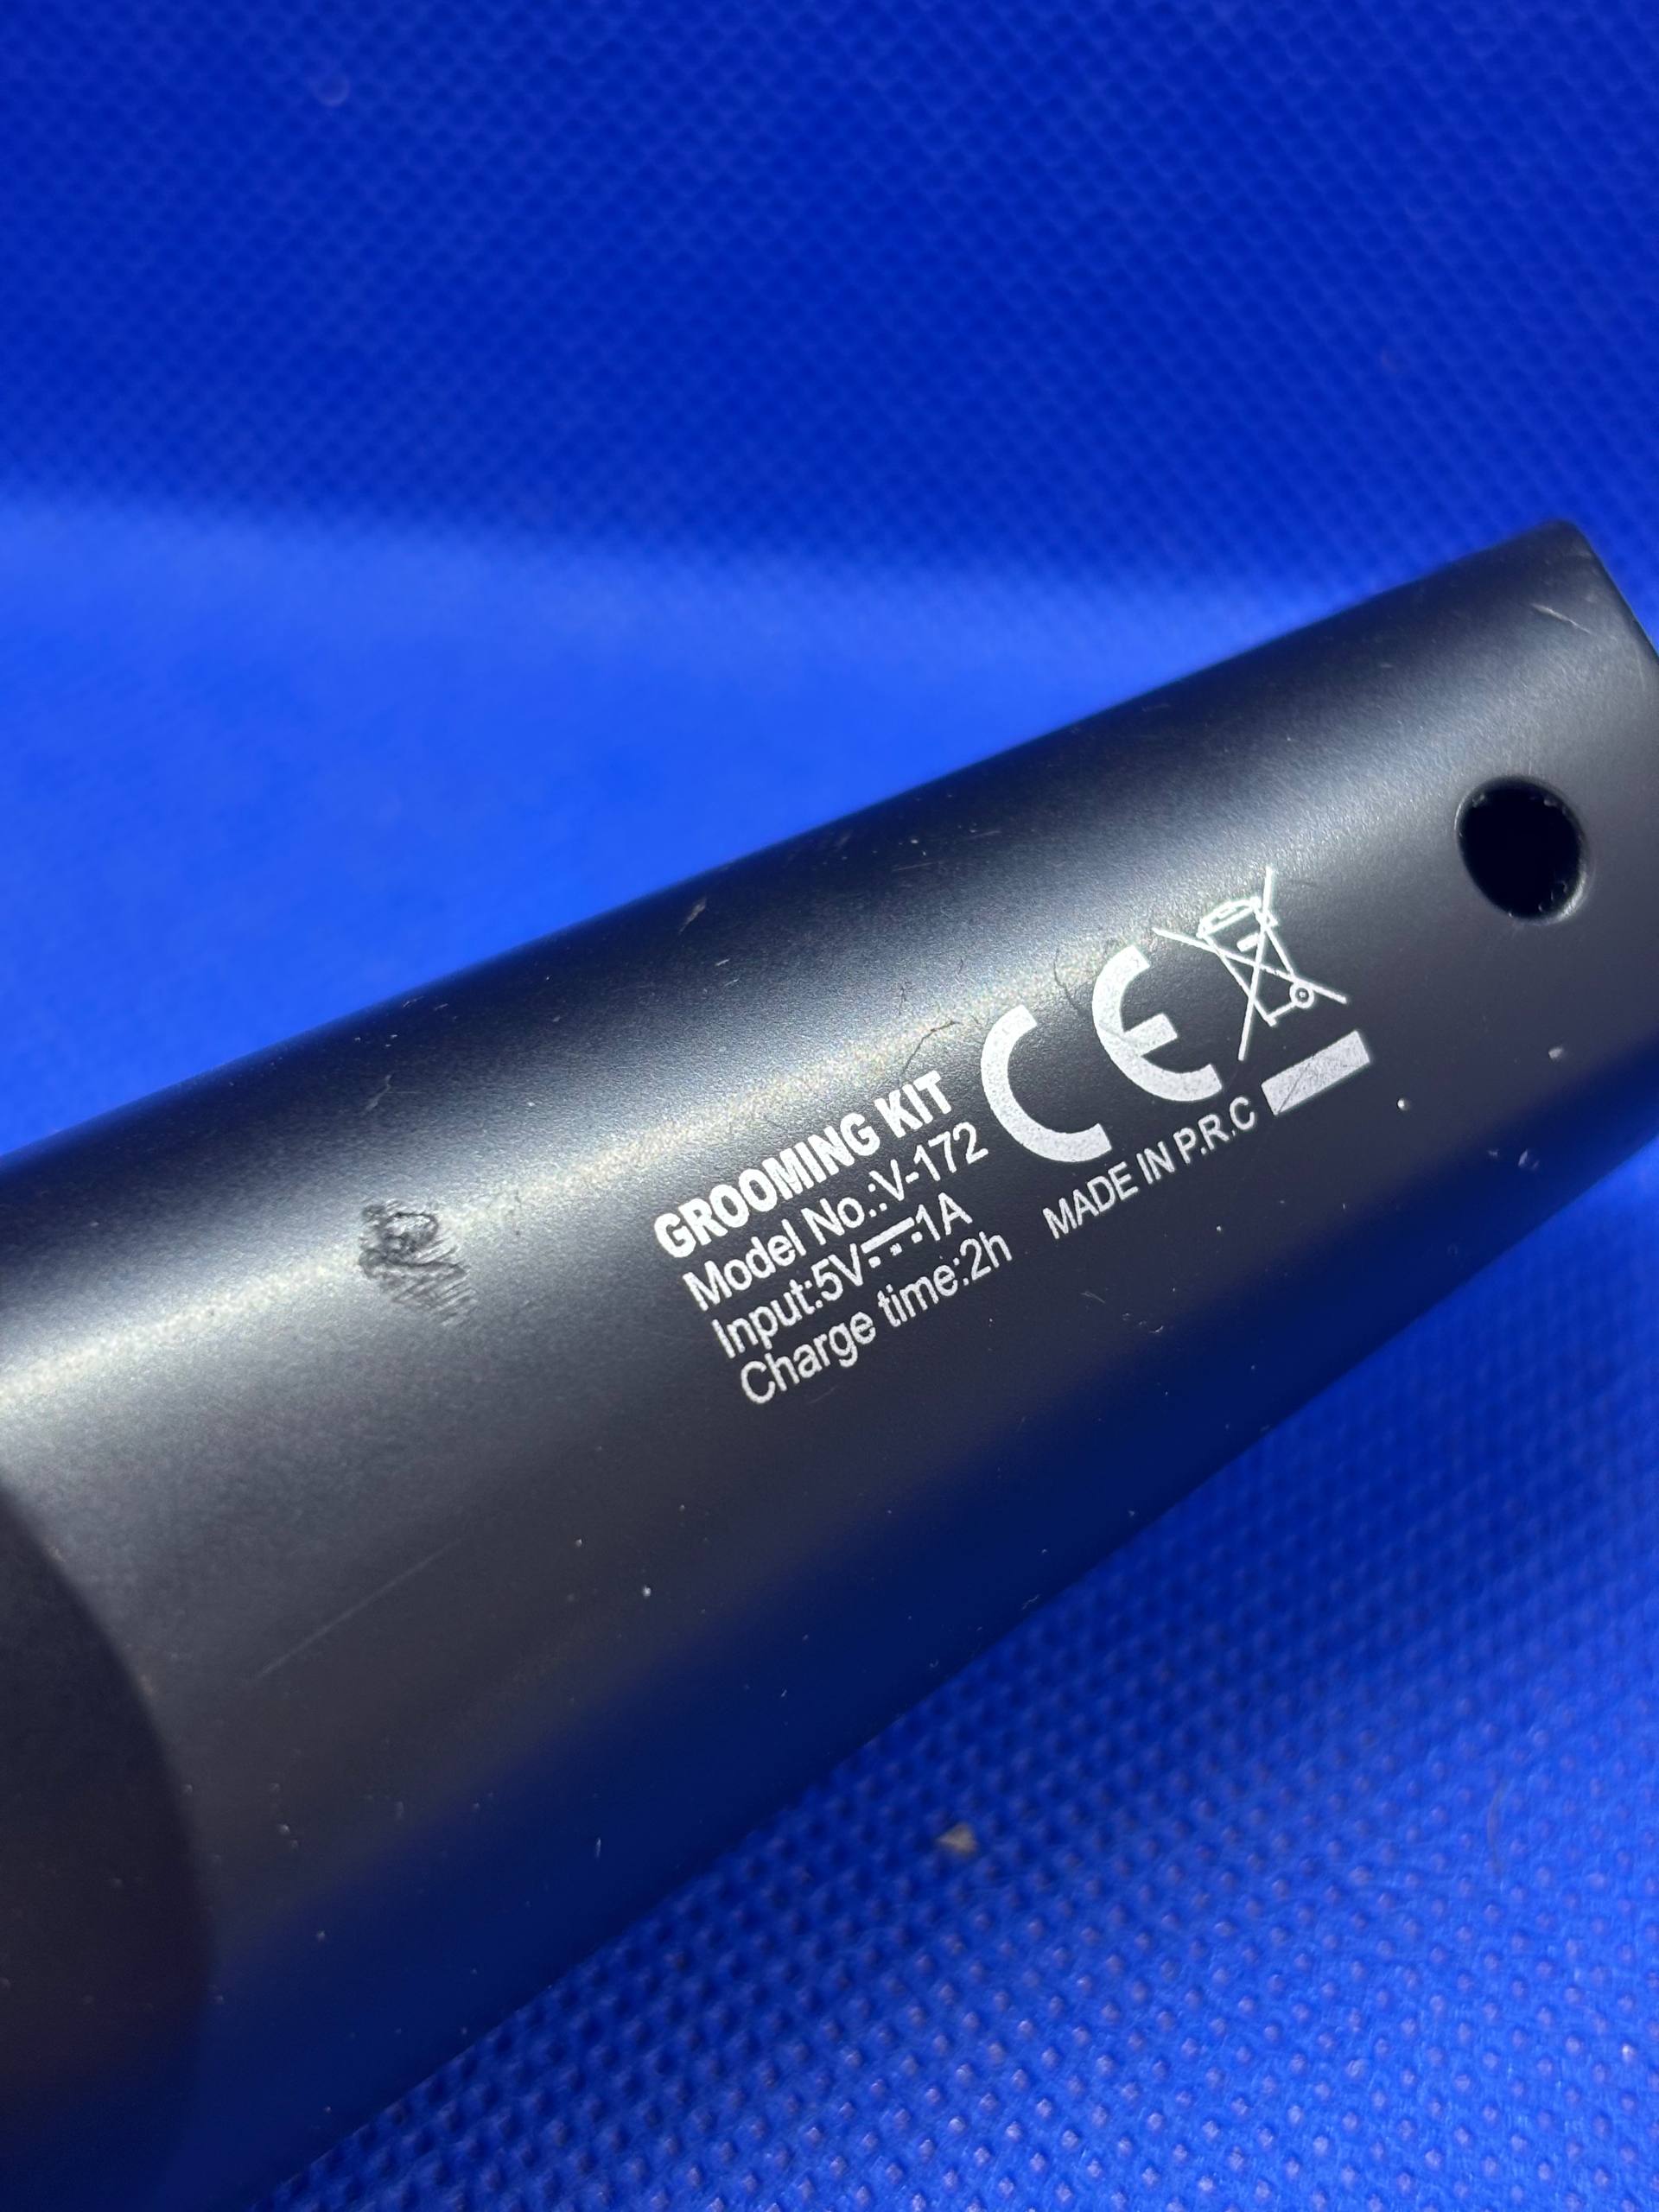 GROOMING KIT
Model No.:V-172
Input:5V⎓1A
Charge time:2h
CE
MADE IN P.R.C